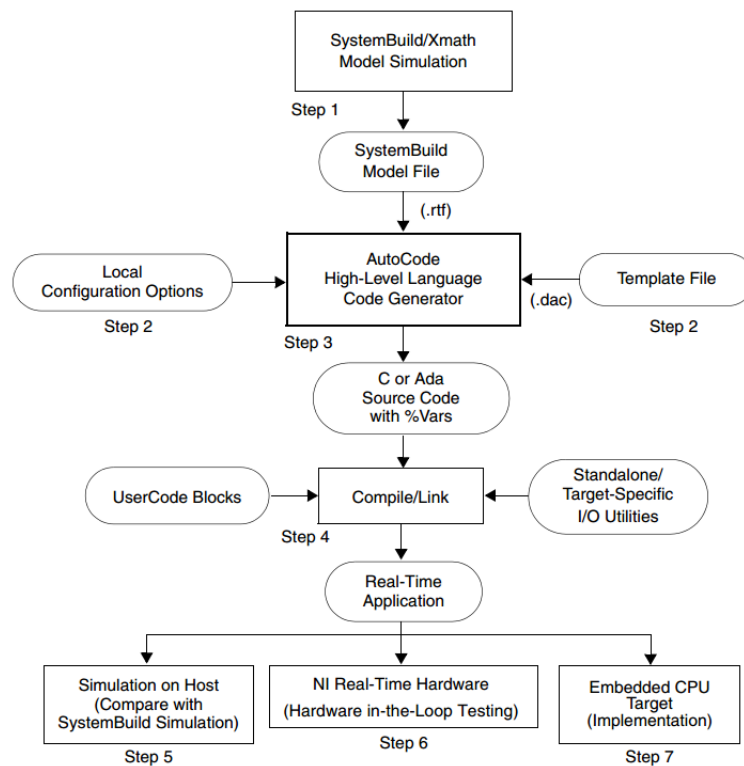 SystemBuild/Xmath
Model Simulation
Step 1
SystemBuild
Model File
(.rtf)
Local
Configuration Options
Step 2
AutoCode
High-Level Language
Code Generator
(.dac)
Template File
Step 2
Step 3
C or Ada
Source Code
with %Vars
UserCode Blocks
Compile/Link
Standalone/
Target-Specific
I/O Utilities
Step 4
Real-Time
Application
Simulation on Host
(Compare with
SystemBuild Simulation)
Step 5
NI Real-Time Hardware
(Hardware in-the-Loop Testing)
Step 6
Embedded CPU
Target
(Implementation)
Step 7